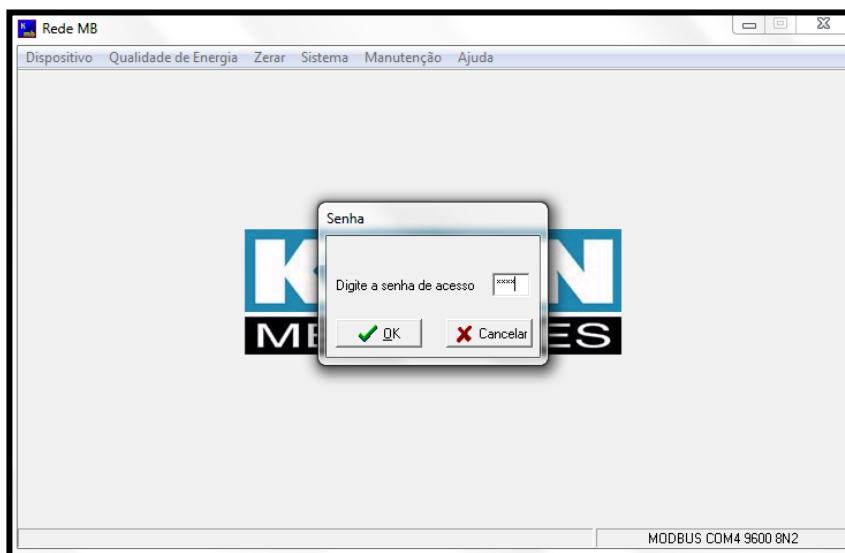 Rede MB
Dispositivo Qualidade de Energia Zerar Sistema Manutenção Ajuda
Senha
Digite a senha de acesso ****
OK Cancelar
MODBUS COM4 9600 8N2